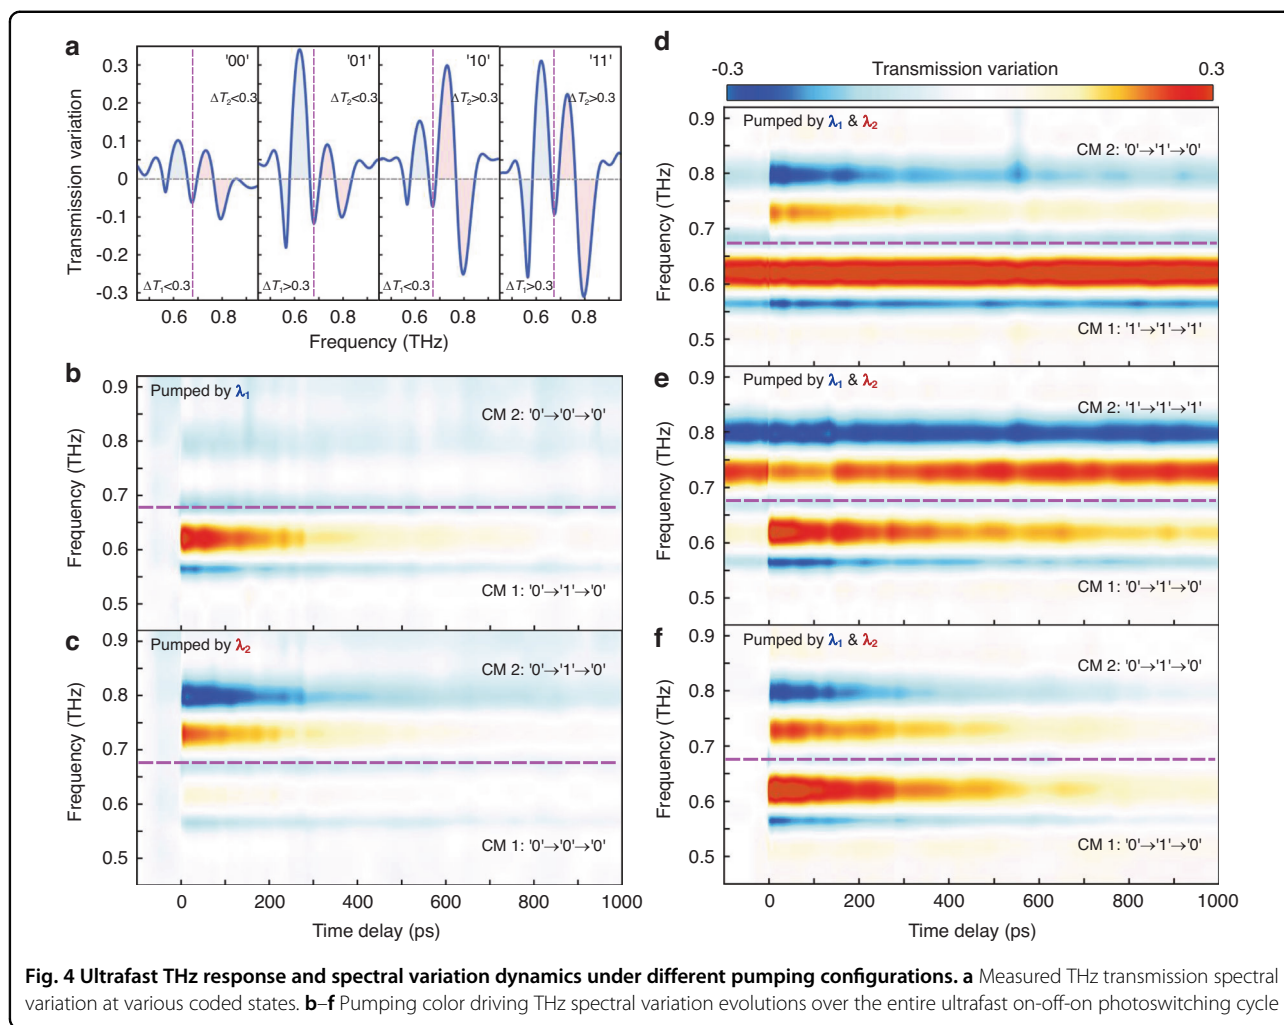 a
'00'
'01'
'10'
'11'
0.3
0.2
0.1
0
-0.1
-0.2
-0.3
Transmission variation
ΔT₂<0.3
ΔT₂<0.3
ΔT₂>0.3
ΔT₂>0.3
ΔT₁<0.3
ΔT₁>0.3
ΔT₁<0.3
ΔT₁>0.3
0.6 0.8 0.6 0.8 0.6 0.8 0.6 0.8
Frequency (THz)
b
Pumped by λ₁
CM 2: '0'→'0'→'0'
0.9
0.8
0.7
0.6
0.5
Frequency (THz)
CM 1: '0'→'1'→'0'
c
Pumped by λ₂
CM 2: '0'→'1'→'0'
0.9
0.8
0.7
0.6
0.5
Frequency (THz)
CM 1: '0'→'0'→'0'
0 200 400 600 800 1000
Time delay (ps)
d
-0.3 Transmission variation 0.3
Pumped by λ₁ & λ₂
CM 2: '0'→'1'→'0'
0.9
0.8
0.7
0.6
0.5
Frequency (THz)
CM 1: '1'→'1'→'1'
e
Pumped by λ₁ & λ₂
CM 2: '1'→'1'→'1'
0.9
0.8
0.7
0.6
0.5
Frequency (THz)
CM 1: '0'→'1'→'0'
f
Pumped by λ₁ & λ₂
CM 2: '0'→'1'→'0'
0.9
0.8
0.7
0.6
0.5
Frequency (THz)
CM 1: '0'→'1'→'0'
0 200 400 600 800 1000
Time delay (ps)
Fig. 4 Ultrafast THz response and spectral variation dynamics under different pumping configurations. a Measured THz transmission spectral
variation at various coded states. b–f Pumping color driving THz spectral variation evolutions over the entire ultrafast on-off-on photoswitching cycle